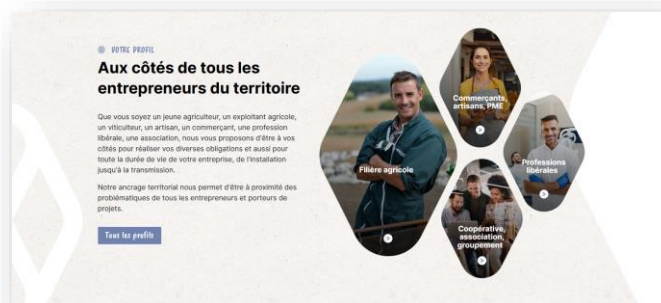 VOTRE PROFIL
Aux côtés de tous les
entrepreneurs du territoire
Que vous soyez un jeune agriculteur, un exploitant agricole,
un viticulteur, un artisan, un commerçant, une profession
libérale, une association, nous vous proposons d'être à vos
côtés pour réaliser vos diverses obligations et aussi pour
toute la durée de vie de votre entreprise, de l'installation
jusqu'à la transmission.
Notre ancrage territorial nous permet d'être à proximité des
problématiques de tous les entrepreneurs et porteurs de
projets.
Tous les profils
Filière agricole
Commerçants,
artisans, PME
Professions
libérales
Coopérative,
association,
groupement